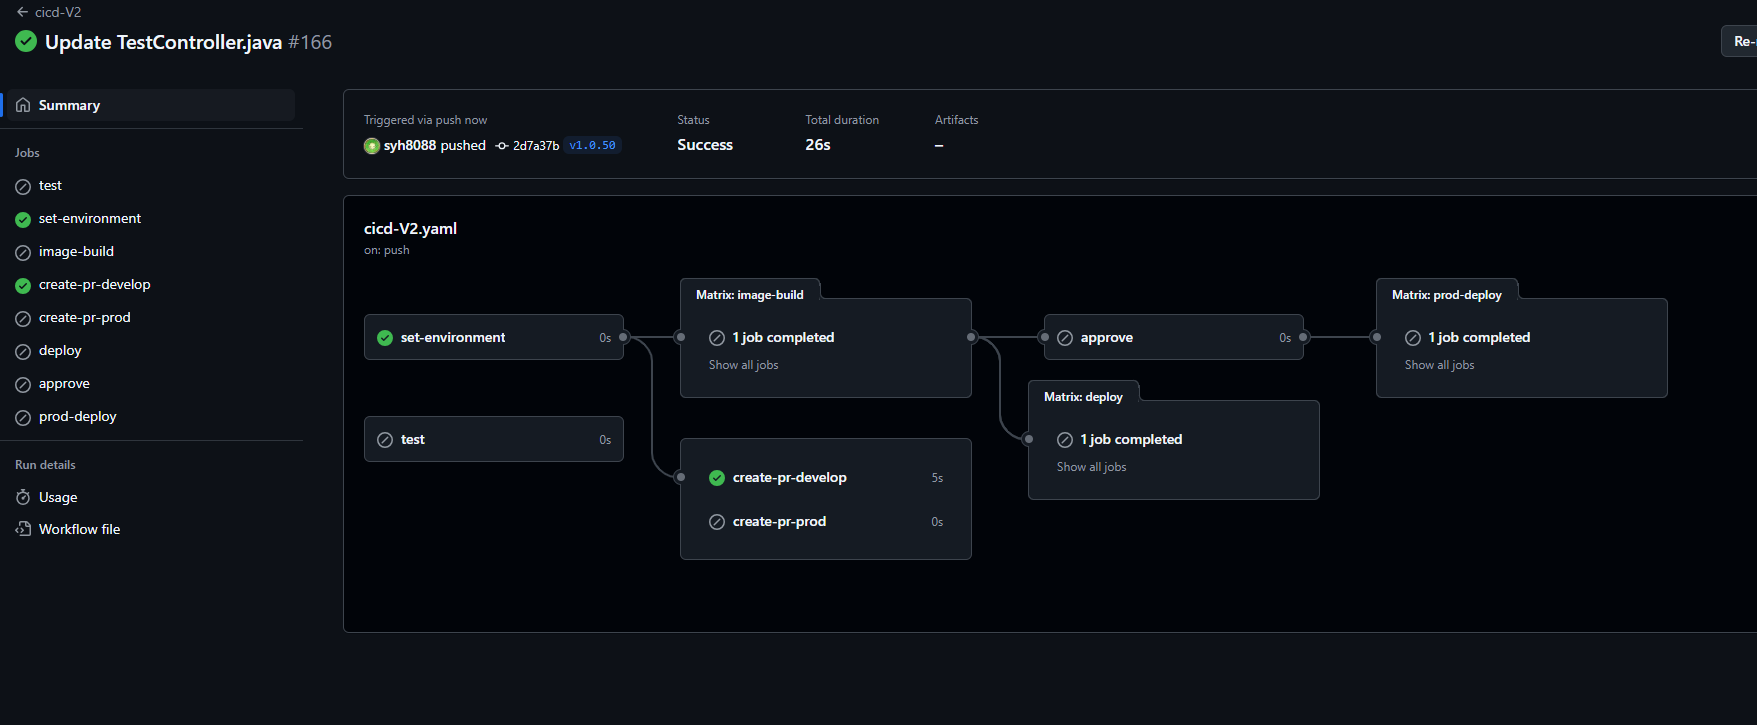 cicd-V2
Update TestController.java #166
Re-
Summary
Jobs
test
set-environment
image-build
create-pr-develop
create-pr-prod
deploy
approve
prod-deploy
Run details
Usage
Workflow file
Triggered via push now
syh8088 pushed 2d7a37b v1.0.50
Status
Success
Total duration
26s
Artifacts
–
cicd-V2.yaml
on: push
set-environment 0s
test 0s
Matrix: image-build
1 job completed
Show all jobs
create-pr-develop 5s
create-pr-prod 0s
approve 0s
Matrix: deploy
1 job completed
Show all jobs
Matrix: prod-deploy
1 job completed
Show all jobs